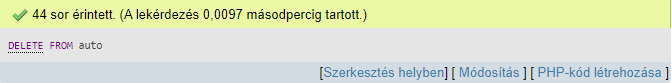 44 sor érintett. (A lekérdezés 0,0097 másodpercig tartott.)
DELETE FROM auto
[Szerkesztés helyben] [ Módosítás ] [ PHP-kód létrehozása ]